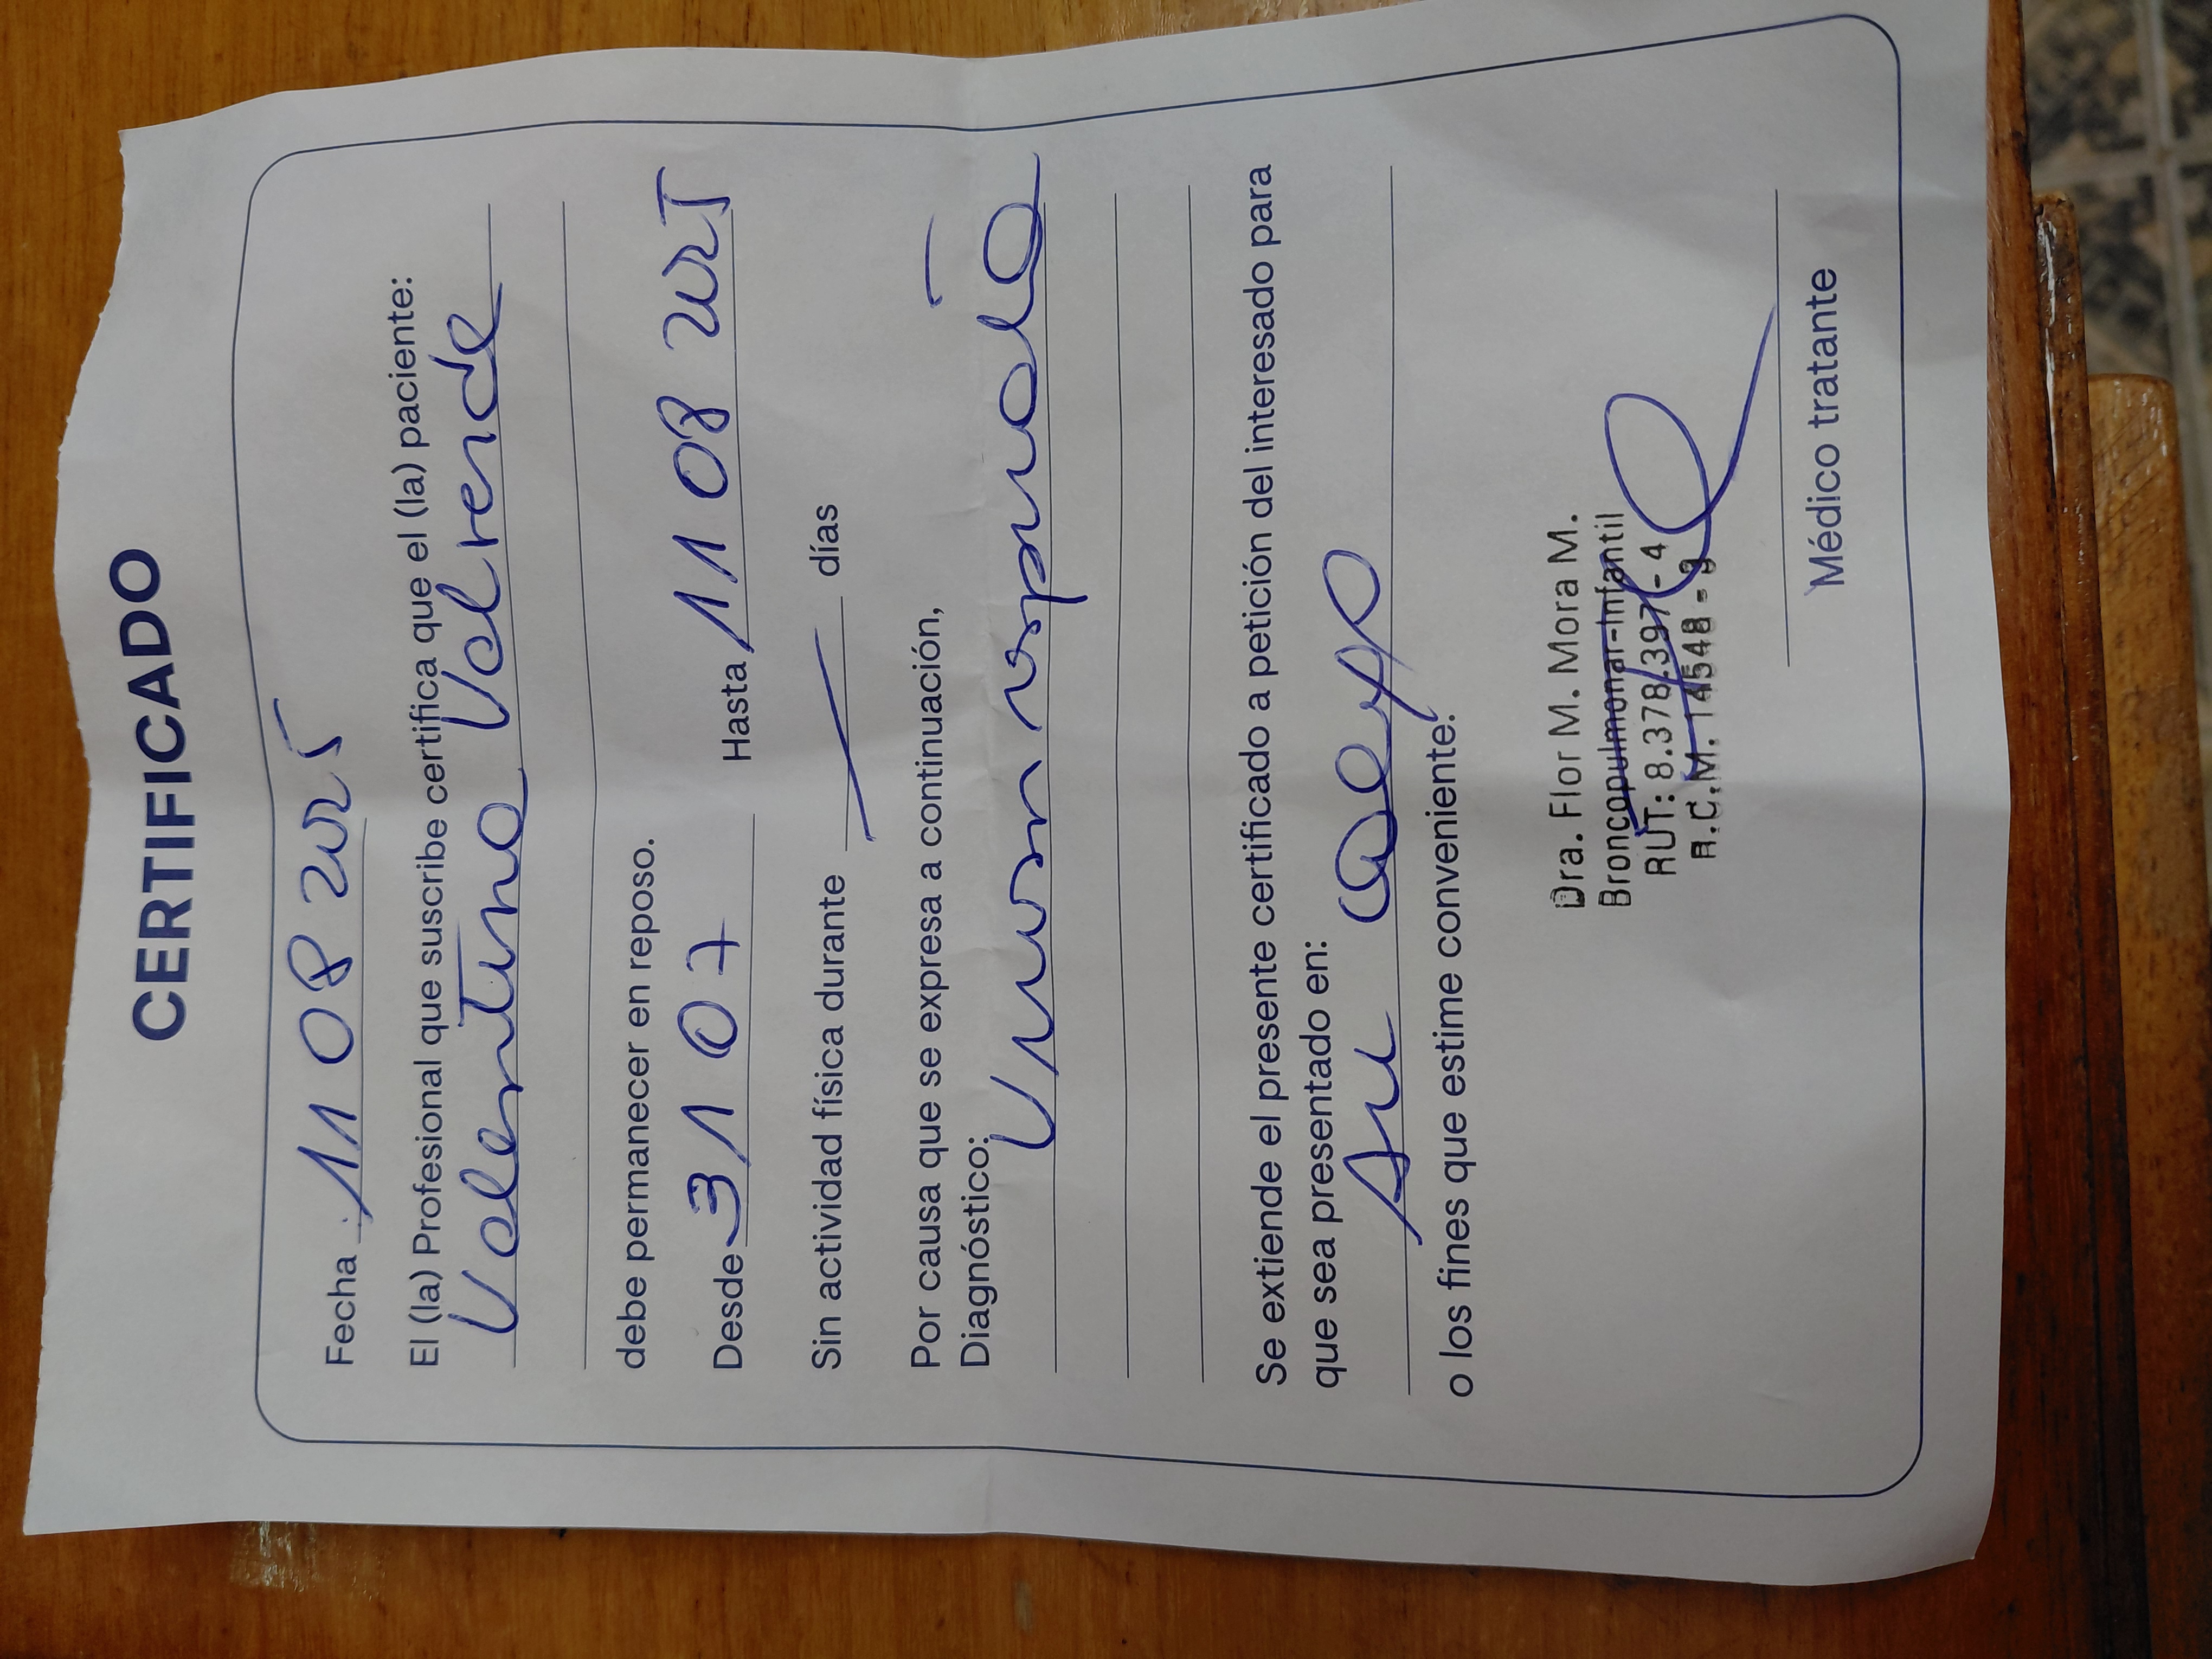 CERTIFICADO
Fecha 11 08 2025
El (la) Profesional que suscribe certifica que el (la) paciente:
Valentina
debe permanecer en reposo.
Desde 31 07 Hasta 11 08 2025
Sin actividad física durante días
Por causa que se expresa a continuación,
Diagnóstico:
Se extiende el presente certificado a petición del interesado para
que sea presentado en:
su colegio
o los fines que estime conveniente.
Dra. Flor M. Mora M.
Broncopulmonar-Infantil
RUT: 8.378.397-4
R.C.M. 14548-9
Médico tratante